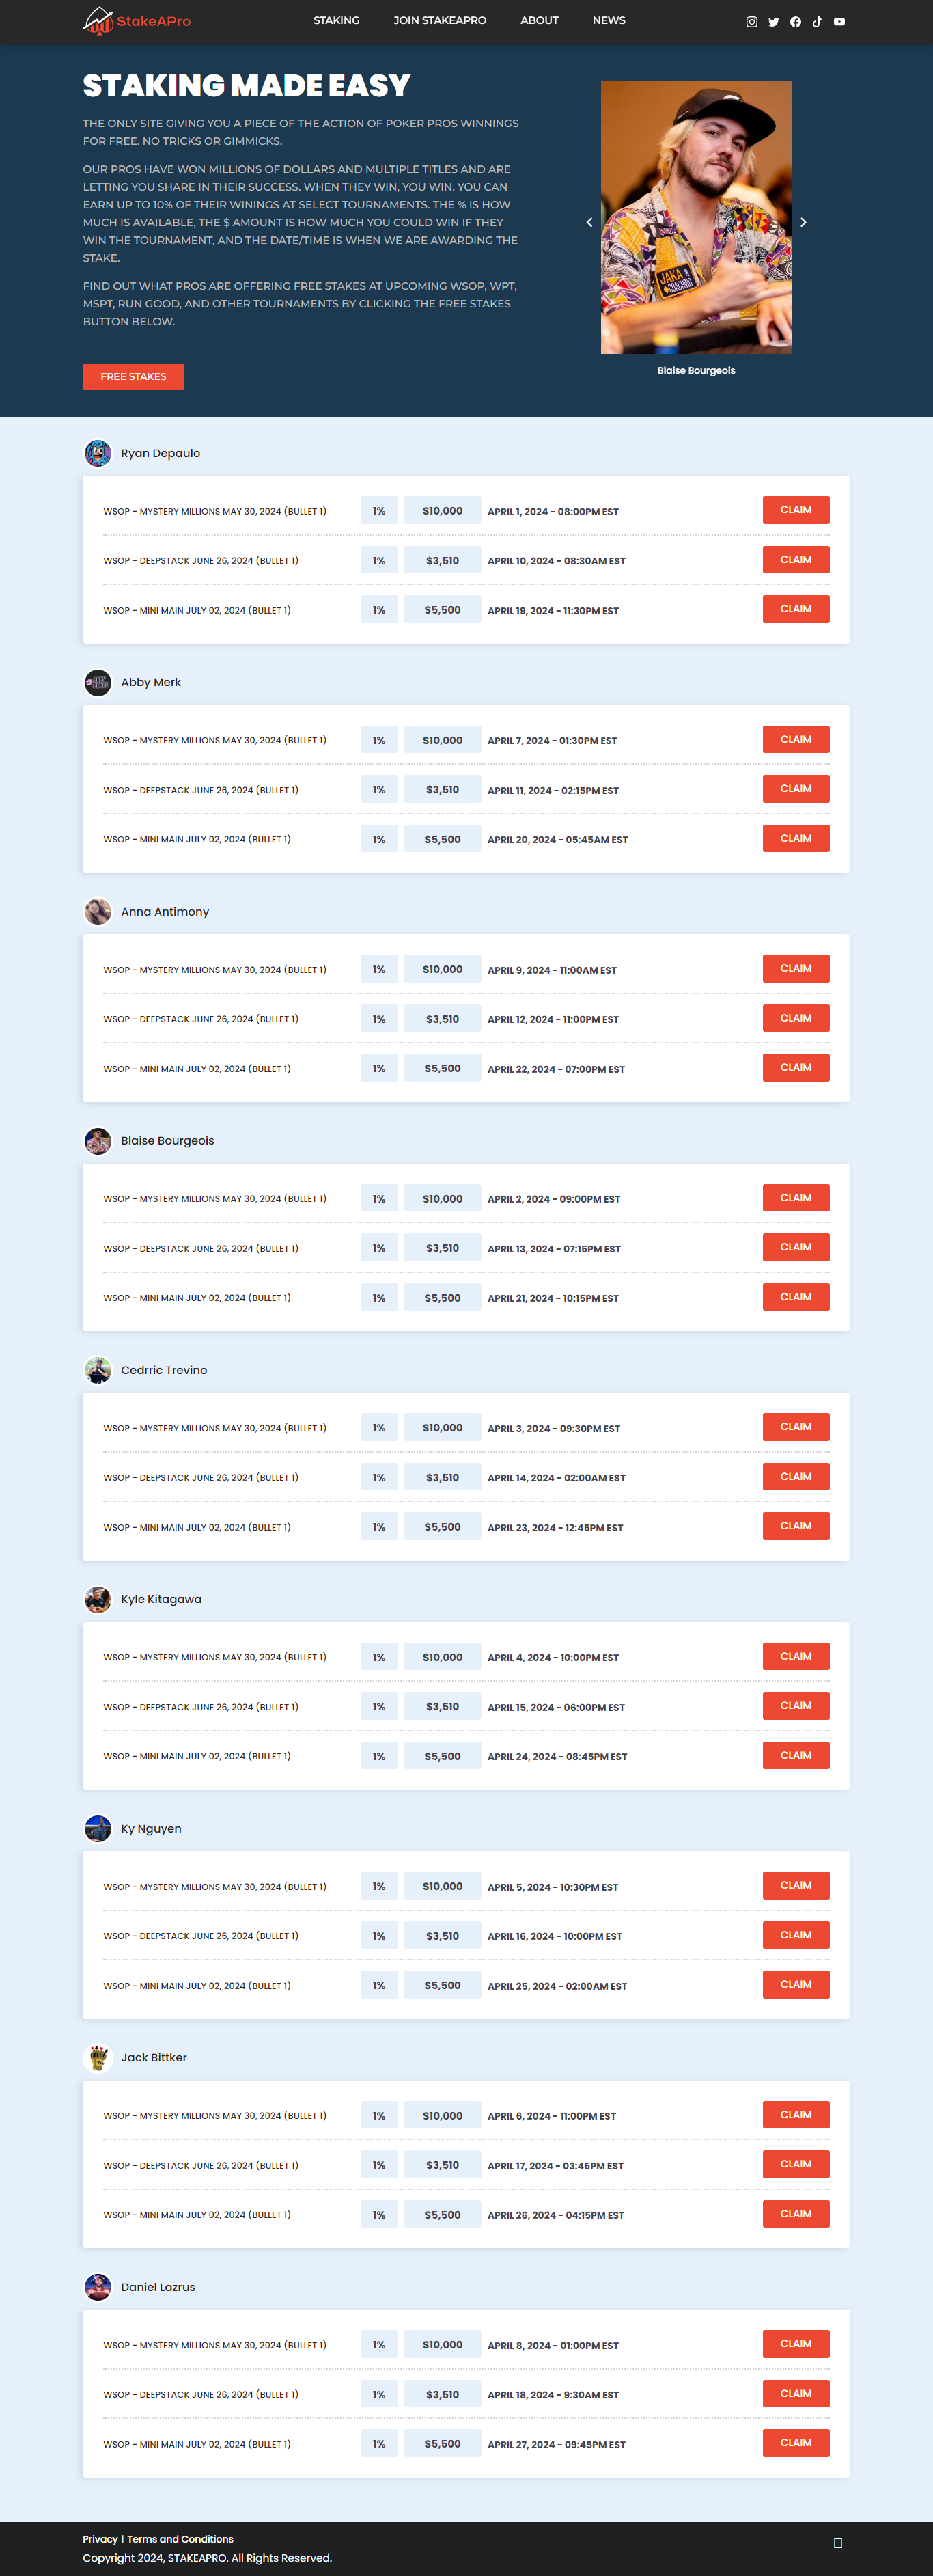 StakeAPro
STAKING
JOIN STAKEAPRO
ABOUT
NEWS
STAKING MADE EASY
THE ONLY SITE GIVING YOU A PIECE OF THE ACTION OF POKER PROS WINNINGS
FOR FREE. NO TRICKS OR GIMMICKS.
OUR PROS HAVE WON MILLIONS OF DOLLARS AND MULTIPLE TITLES AND ARE
LETTING YOU SHARE IN THEIR SUCCESS. WHEN THEY WIN, YOU WIN. YOU CAN
EARN UP TO 10% OF THEIR WININGS AT SELECT TOURNAMENTS. THE % IS HOW
MUCH IS AVAILABLE, THE $ AMOUNT IS HOW MUCH YOU COULD WIN IF THEY
WIN THE TOURNAMENT, AND THE DATE/TIME IS WHEN WE ARE AWARDING THE
STAKE.
FIND OUT WHAT PROS ARE OFFERING FREE STAKES AT UPCOMING WSOP, WPT,
MSPT, RUN GOOD, AND OTHER TOURNAMENTS BY CLICKING THE FREE STAKES
BUTTON BELOW.
FREE STAKES
JAKA
COACHING
Blaise Bourgeois
Ryan Depaulo
WSOP - MYSTERY MILLIONS MAY 30, 2024 (BULLET 1) 1% $10,000 APRIL 1, 2024 - 08:00PM EST CLAIM
WSOP - DEEPSTACK JUNE 26, 2024 (BULLET 1) 1% $3,510 APRIL 10, 2024 - 08:30AM EST CLAIM
WSOP - MINI MAIN JULY 02, 2024 (BULLET 1) 1% $5,500 APRIL 19, 2024 - 11:30PM EST CLAIM
Abby Merk
WSOP - MYSTERY MILLIONS MAY 30, 2024 (BULLET 1) 1% $10,000 APRIL 7, 2024 - 01:30PM EST CLAIM
WSOP - DEEPSTACK JUNE 26, 2024 (BULLET 1) 1% $3,510 APRIL 11, 2024 - 02:15PM EST CLAIM
WSOP - MINI MAIN JULY 02, 2024 (BULLET 1) 1% $5,500 APRIL 20, 2024 - 05:45AM EST CLAIM
Anna Antimony
WSOP - MYSTERY MILLIONS MAY 30, 2024 (BULLET 1) 1% $10,000 APRIL 9, 2024 - 11:00AM EST CLAIM
WSOP - DEEPSTACK JUNE 26, 2024 (BULLET 1) 1% $3,510 APRIL 12, 2024 - 11:00PM EST CLAIM
WSOP - MINI MAIN JULY 02, 2024 (BULLET 1) 1% $5,500 APRIL 22, 2024 - 07:00PM EST CLAIM
Blaise Bourgeois
WSOP - MYSTERY MILLIONS MAY 30, 2024 (BULLET 1) 1% $10,000 APRIL 2, 2024 - 09:00PM EST CLAIM
WSOP - DEEPSTACK JUNE 26, 2024 (BULLET 1) 1% $3,510 APRIL 13, 2024 - 07:15PM EST CLAIM
WSOP - MINI MAIN JULY 02, 2024 (BULLET 1) 1% $5,500 APRIL 21, 2024 - 10:15PM EST CLAIM
Cedrric Trevino
WSOP - MYSTERY MILLIONS MAY 30, 2024 (BULLET 1) 1% $10,000 APRIL 3, 2024 - 09:30PM EST CLAIM
WSOP - DEEPSTACK JUNE 26, 2024 (BULLET 1) 1% $3,510 APRIL 14, 2024 - 02:00AM EST CLAIM
WSOP - MINI MAIN JULY 02, 2024 (BULLET 1) 1% $5,500 APRIL 23, 2024 - 12:45PM EST CLAIM
Kyle Kitagawa
WSOP - MYSTERY MILLIONS MAY 30, 2024 (BULLET 1) 1% $10,000 APRIL 4, 2024 - 10:00PM EST CLAIM
WSOP - DEEPSTACK JUNE 26, 2024 (BULLET 1) 1% $3,510 APRIL 15, 2024 - 06:00PM EST CLAIM
WSOP - MINI MAIN JULY 02, 2024 (BULLET 1) 1% $5,500 APRIL 24, 2024 - 08:45PM EST CLAIM
Ky Nguyen
WSOP - MYSTERY MILLIONS MAY 30, 2024 (BULLET 1) 1% $10,000 APRIL 5, 2024 - 10:30PM EST CLAIM
WSOP - DEEPSTACK JUNE 26, 2024 (BULLET 1) 1% $3,510 APRIL 16, 2024 - 10:00PM EST CLAIM
WSOP - MINI MAIN JULY 02, 2024 (BULLET 1) 1% $5,500 APRIL 25, 2024 - 02:00AM EST CLAIM
Jack Bittker
WSOP - MYSTERY MILLIONS MAY 30, 2024 (BULLET 1) 1% $10,000 APRIL 6, 2024 - 11:00PM EST CLAIM
WSOP - DEEPSTACK JUNE 26, 2024 (BULLET 1) 1% $3,510 APRIL 17, 2024 - 03:45PM EST CLAIM
WSOP - MINI MAIN JULY 02, 2024 (BULLET 1) 1% $5,500 APRIL 26, 2024 - 04:15PM EST CLAIM
Daniel Lazrus
WSOP - MYSTERY MILLIONS MAY 30, 2024 (BULLET 1) 1% $10,000 APRIL 8, 2024 - 01:00PM EST CLAIM
WSOP - DEEPSTACK JUNE 26, 2024 (BULLET 1) 1% $3,510 APRIL 18, 2024 - 9:30AM EST CLAIM
WSOP - MINI MAIN JULY 02, 2024 (BULLET 1) 1% $5,500 APRIL 27, 2024 - 09:45PM EST CLAIM
Privacy | Terms and Conditions
Copyright 2024, STAKEAPRO. All Rights Reserved.